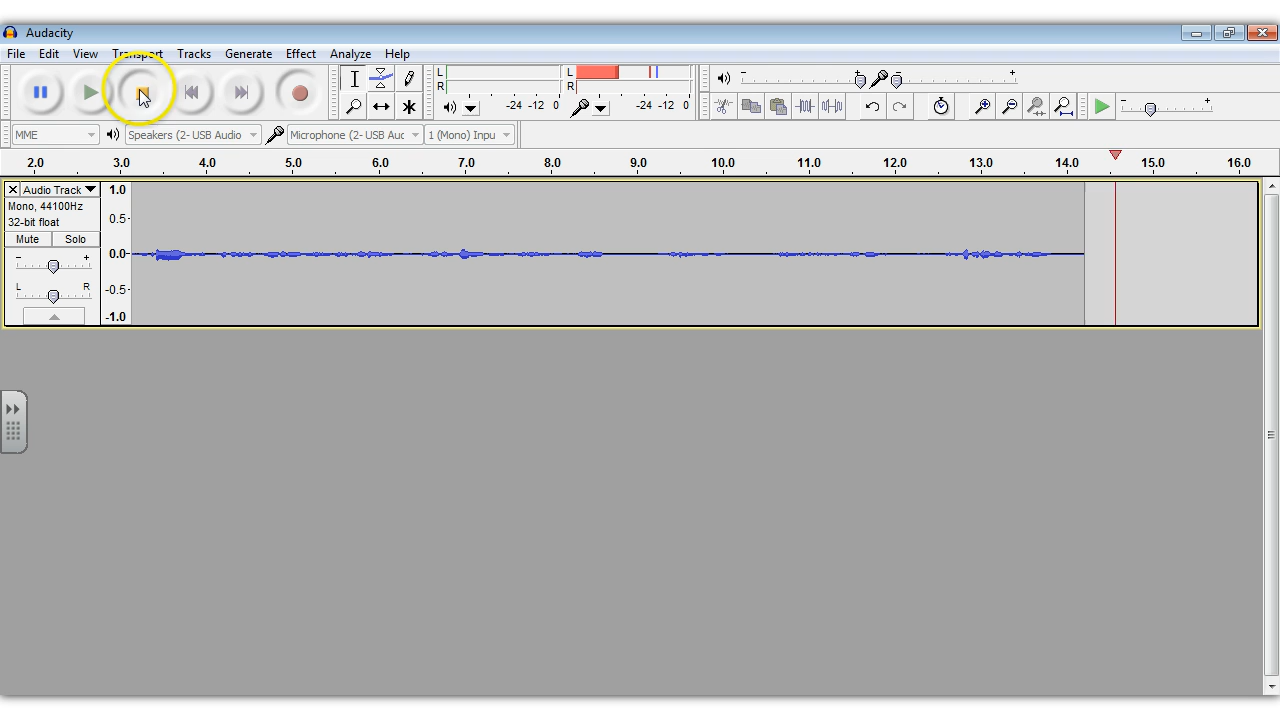 Audacity
File Edit View Transport Tracks Generate Effect Analyze Help
L
R
-24 -12 0
L
R
-24 -12 0
- +
- +
- +
MME
Speakers (2- USB Audio
Microphone (2- USB Auc
1 (Mono) Inpu
2.0 3.0 4.0 5.0 6.0 7.0 8.0 9.0 10.0 11.0 12.0 13.0 14.0 15.0 16.0
X Audio Track
Mono, 44100Hz
32-bit float
Mute Solo
- +
L R
1.0
0.5-
0.0-
-0.5-
-1.0